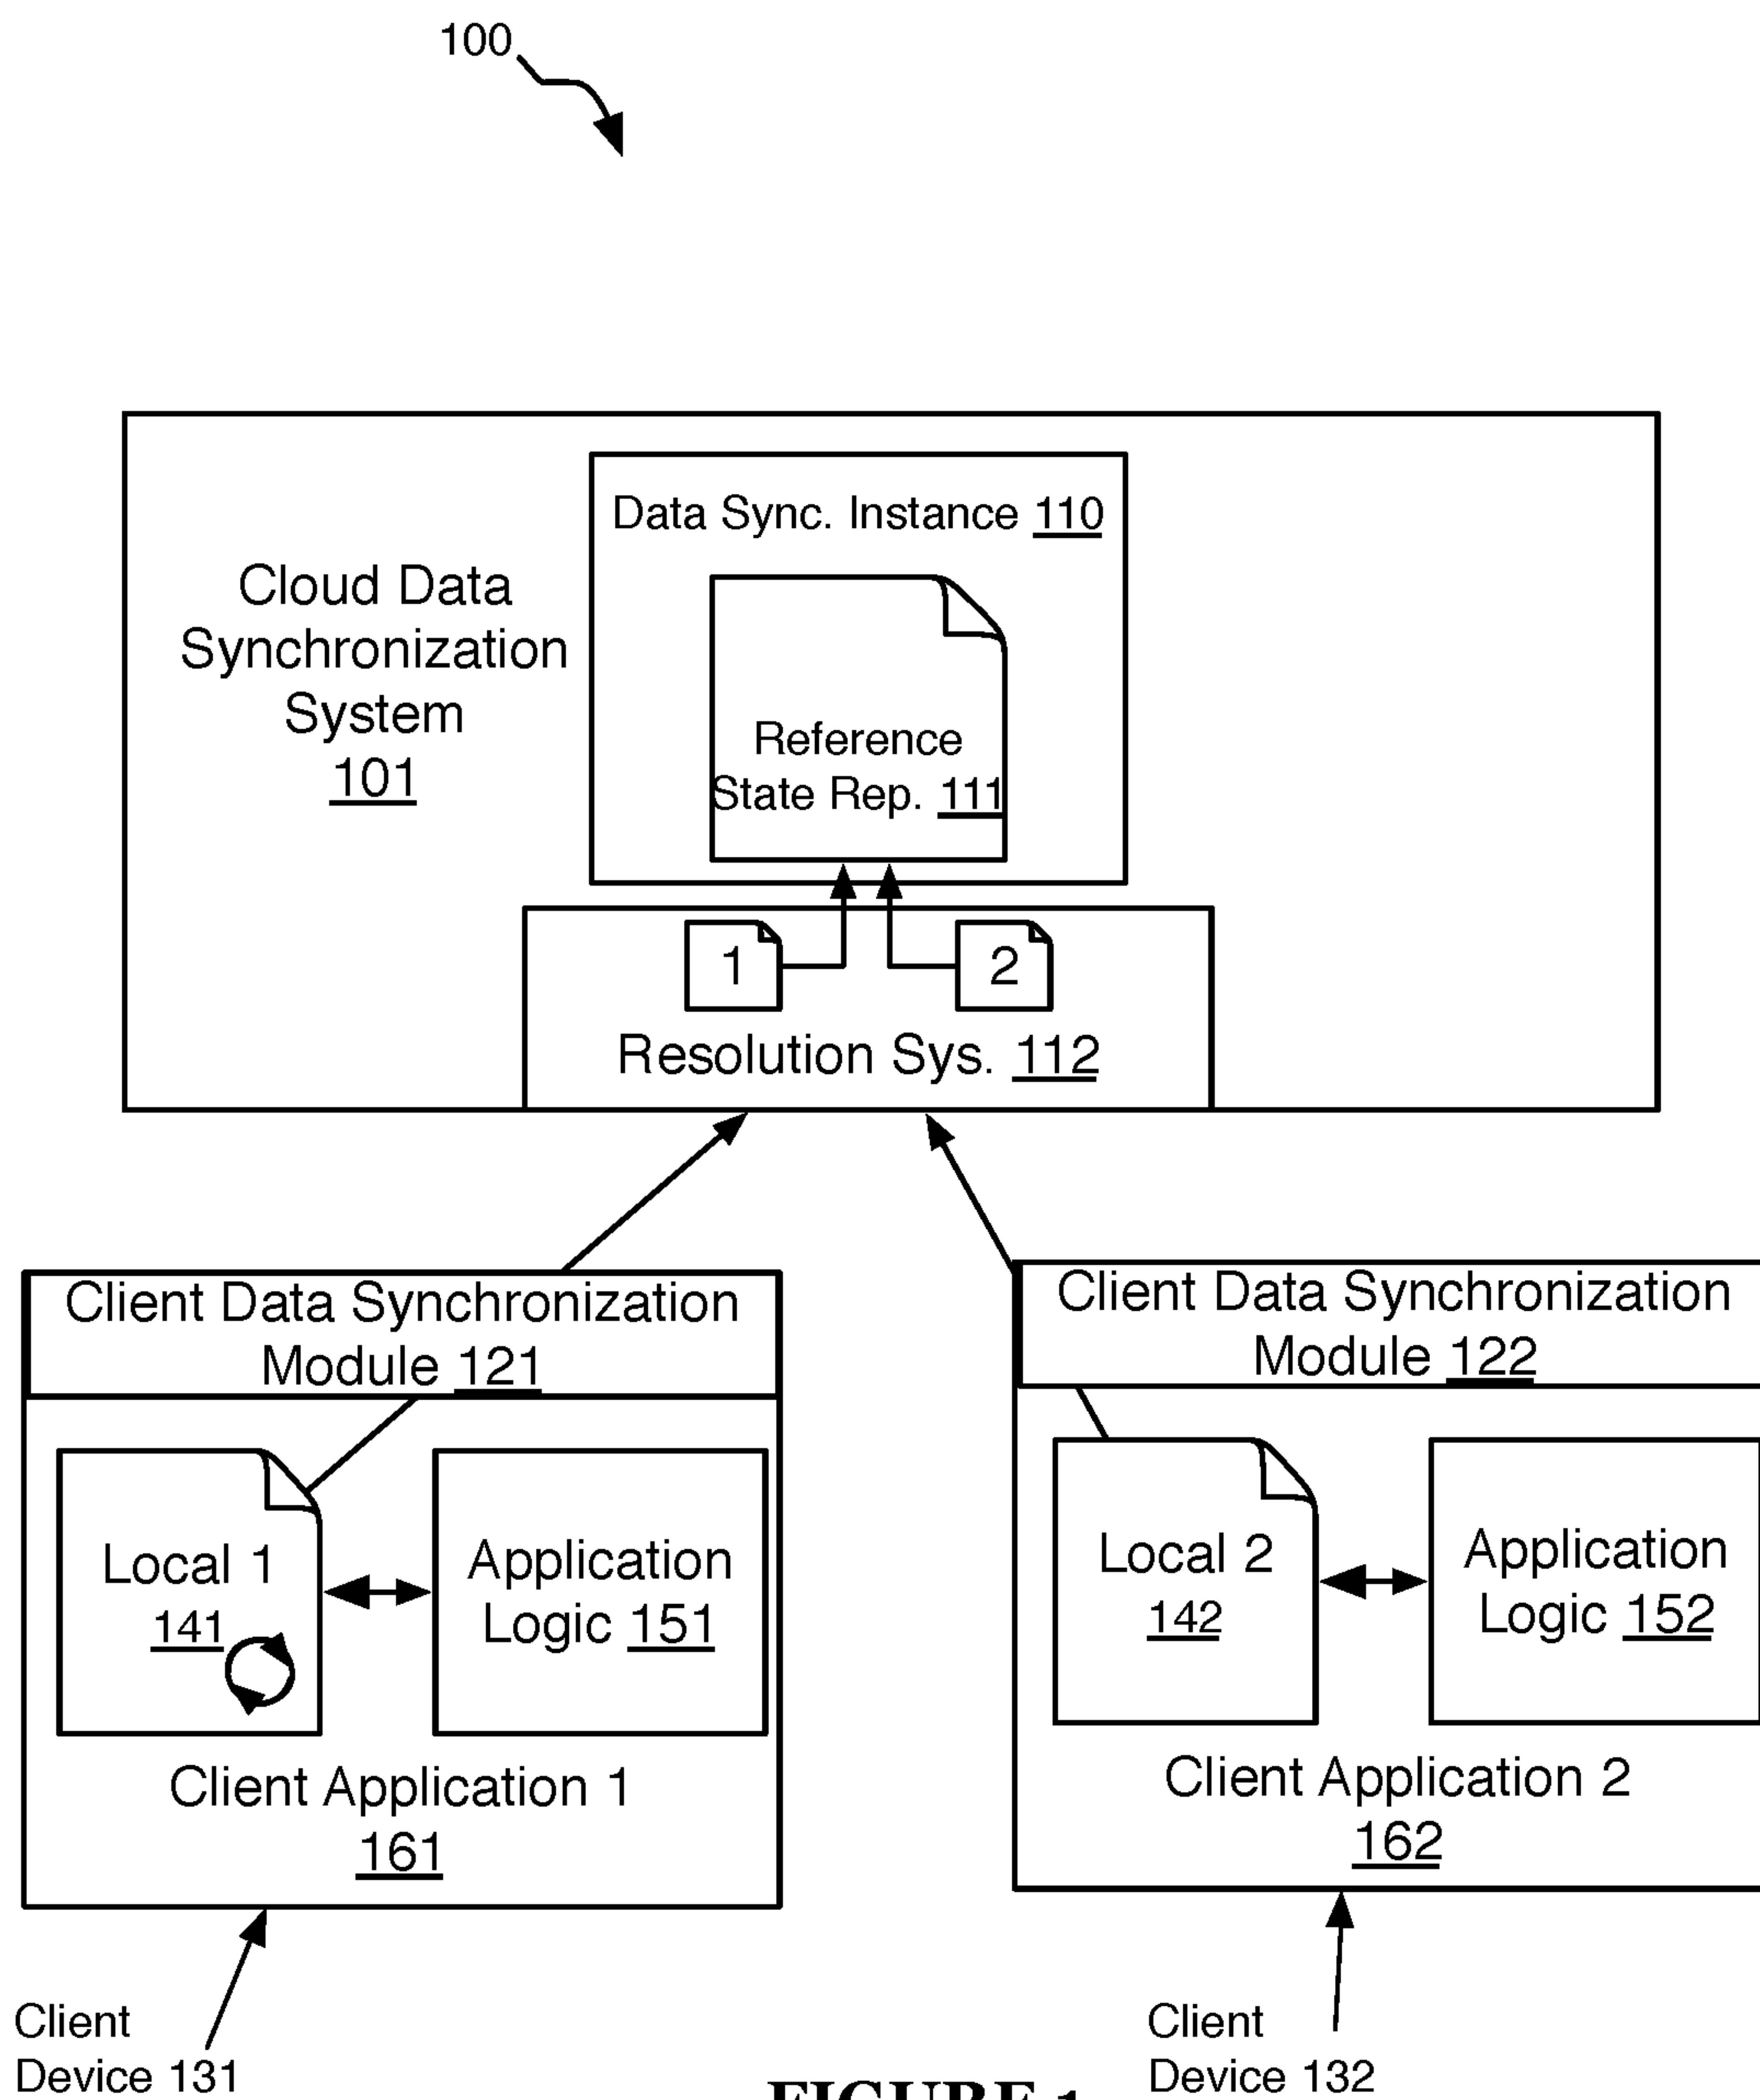 100
Data Sync. Instance 110
Cloud Data
Synchronization
System
101
Reference
State Rep. 111
1
2
Resolution Sys. 112
Client Data Synchronization
Module 121
Local 1
141
Application
Logic 151
Client Application 1
161
Client
Device 131
Client Data Synchronization
Module 122
Local 2
142
Application
Logic 152
Client Application 2
162
Client
Device 132
FIGURE 1